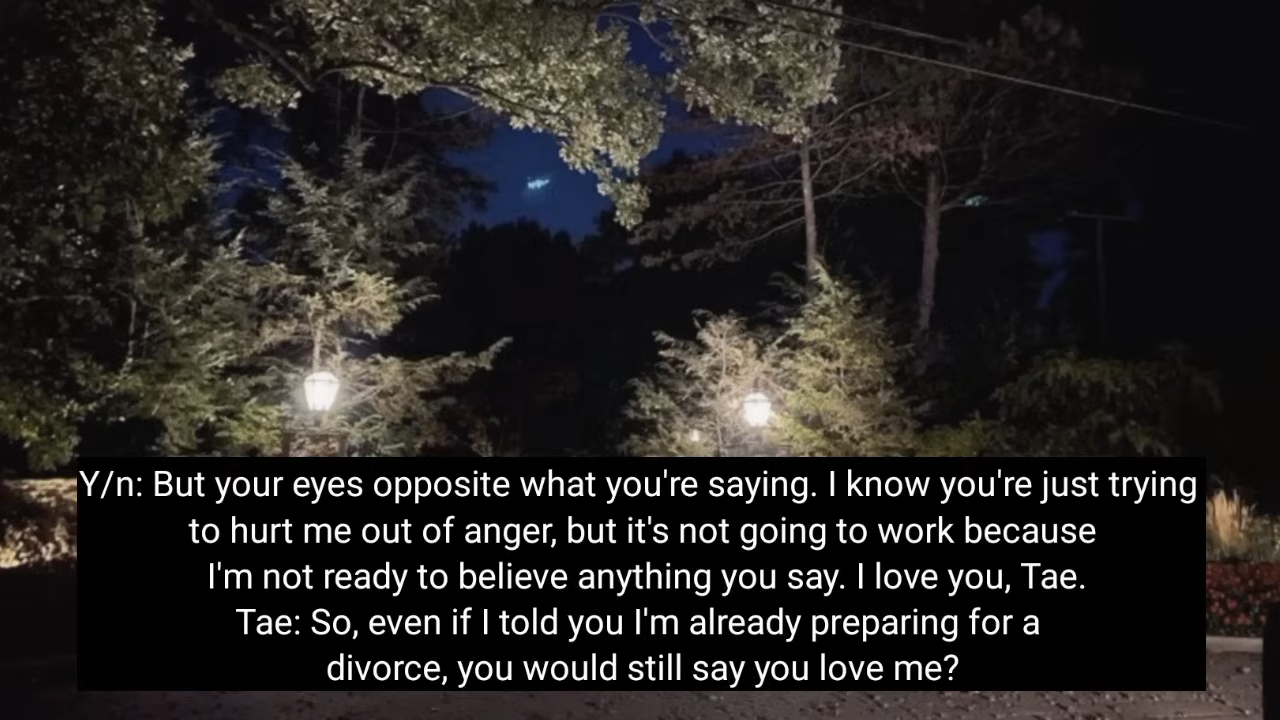 Y/n: But your eyes opposite what you're saying. I know you're just trying
to hurt me out of anger, but it's not going to work because
I'm not ready to believe anything you say. I love you, Tae.
Tae: So, even if I told you I'm already preparing for a
divorce, you would still say you love me?